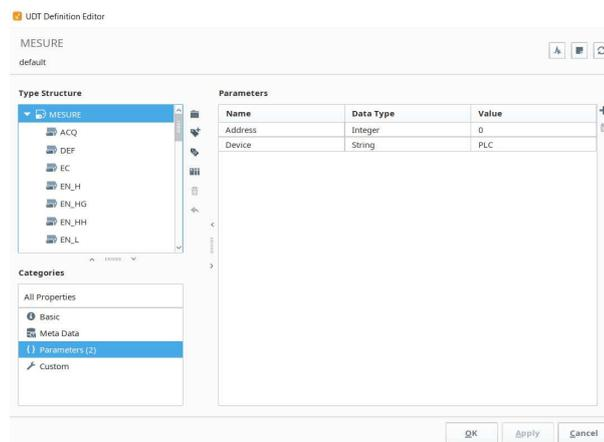 UDT Definition Editor
MESURE
default
Type Structure
MESURE
ACQ
DEF
EC
EN_H
EN_HG
EN_HH
EN_L
Categories
All Properties
Basic
Meta Data
Parameters (2)
Custom
Parameters
Name Data Type Value
Address Integer 0
Device String PLC
OK Apply Cancel